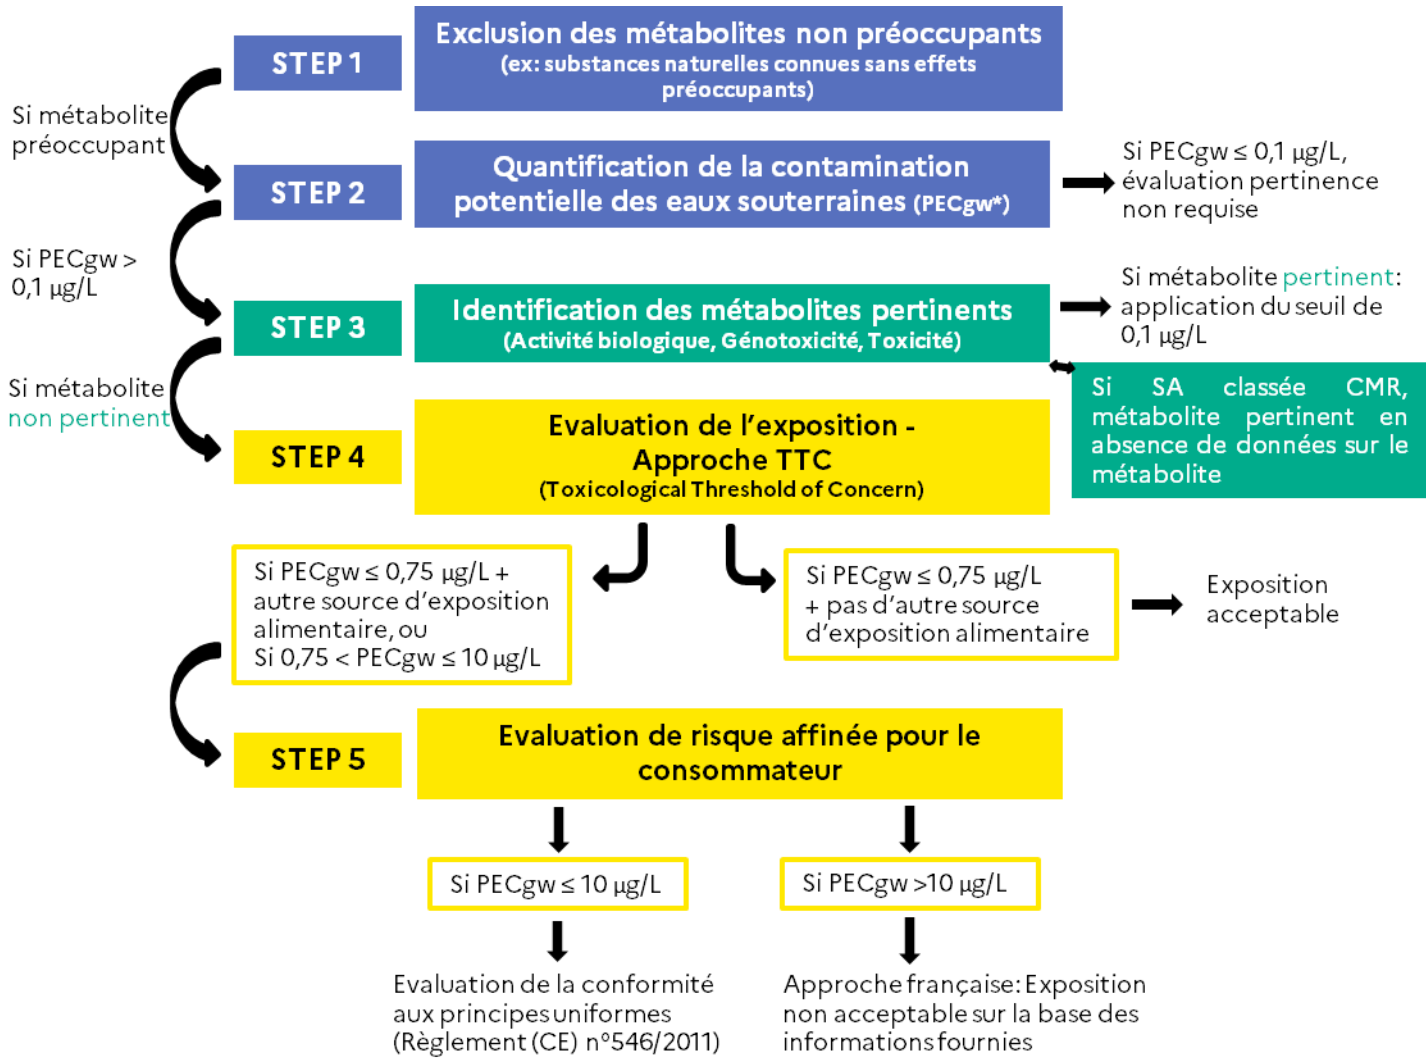 STEP 1
Exclusion des métabolites non préoccupants
(ex: substances naturelles connues sans effets
préoccupants)
Si métabolite
préoccupant
STEP 2
Quantification de la contamination
potentielle des eaux souterraines (PECgw*)
Si PECgw ≤ 0,1 µg/L,
évaluation pertinence
non requise
Si PECgw >
0,1 µg/L
STEP 3
Identification des métabolites pertinents
(Activité biologique, Génotoxicité, Toxicité)
Si métabolite pertinent:
application du seuil de
0,1 µg/L
Si SA classée CMR,
métabolite pertinent en
absence de données sur le
métabolite
Si métabolite
non pertinent
STEP 4
Evaluation de l'exposition -
Approche TTC
(Toxicological Threshold of Concern)
Si PECgw ≤ 0,75 µg/L +
autre source d'exposition
alimentaire, ou
Si 0,75 < PECgw ≤ 10 µg/L
Si PECgw ≤ 0,75 µg/L
+ pas d'autre source
d'exposition alimentaire
Exposition
acceptable
STEP 5
Evaluation de risque affinée pour le
consommateur
Si PECgw ≤ 10 µg/L
Si PECgw >10 µg/L
Evaluation de la conformité
aux principes uniformes
(Règlement (CE) n°546/2011)
Approche française: Exposition
non acceptable sur la base des
informations fournies